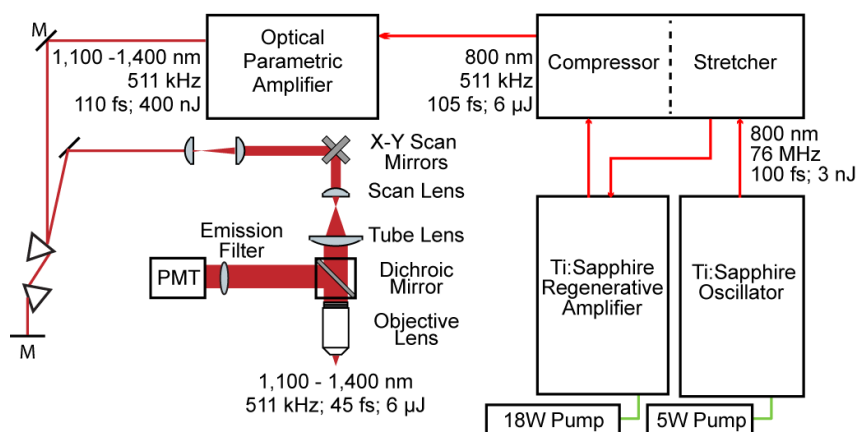 M
1,100 -1,400 nm
511 kHz
110 fs; 400 nJ
Optical
Parametric
Amplifier
800 nm
511 kHz
105 fs; 6 µJ
Compressor
Stretcher
800 nm
76 MHz
100 fs; 3 nJ
X-Y Scan
Mirrors
Scan Lens
Tube Lens
Emission
Filter
PMT
Dichroic
Mirror
Objective
Lens
M
1,100 - 1,400 nm
511 kHz; 45 fs; 6 µJ
Ti:Sapphire
Regenerative
Amplifier
Ti:Sapphire
Oscillator
18W Pump
5W Pump